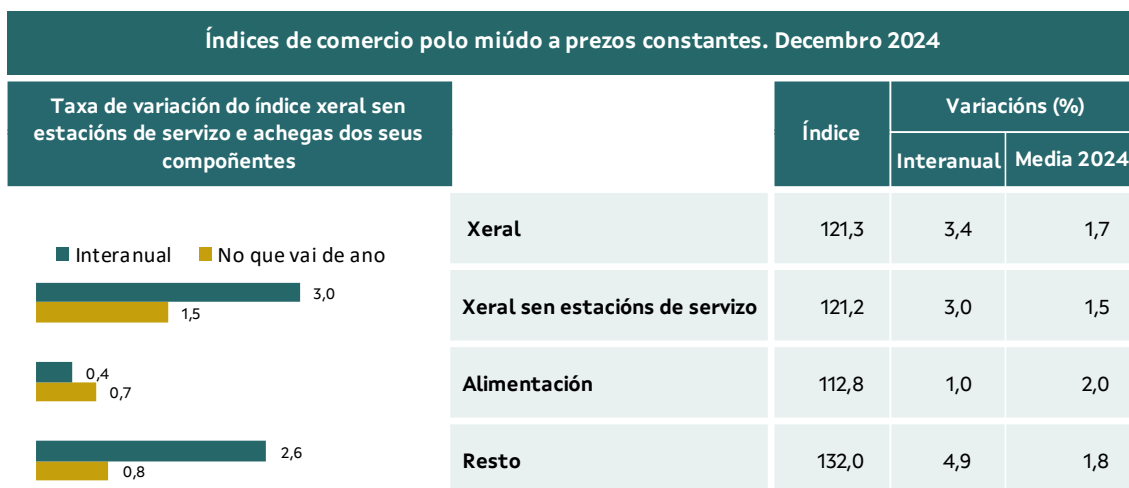 Índices de comercio polo miúdo a prezos constantes. Decembro 2024
Taxa de variación do índice xeral sen
estacións de servizo e achegas dos seus
compoñentes
Índice
Variacións (%)
Interanual
Media 2024
Interanual
No que vai de ano
3,0
1,5
0,4
0,7
2,6
0,8
Xeral 121,3 3,4 1,7
Xeral sen estacións de servizo 121,2 3,0 1,5
Alimentación 112,8 1,0 2,0
Resto 132,0 4,9 1,8